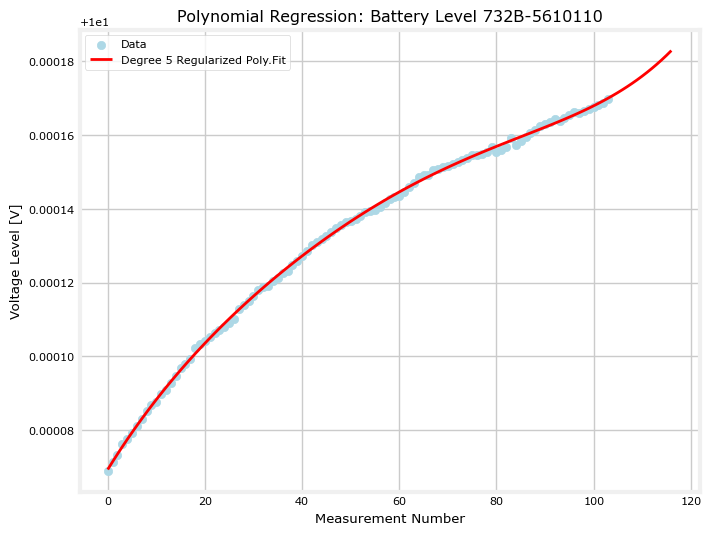 Polynomial Regression: Battery Level 732B-5610110
+1e1
Data
Degree 5 Regularized Poly.Fit
0.00018
0.00016
0.00014
0.00012
0.00010
0.00008
Voltage Level [V]
0 20 40 60 80 100 120
Measurement Number